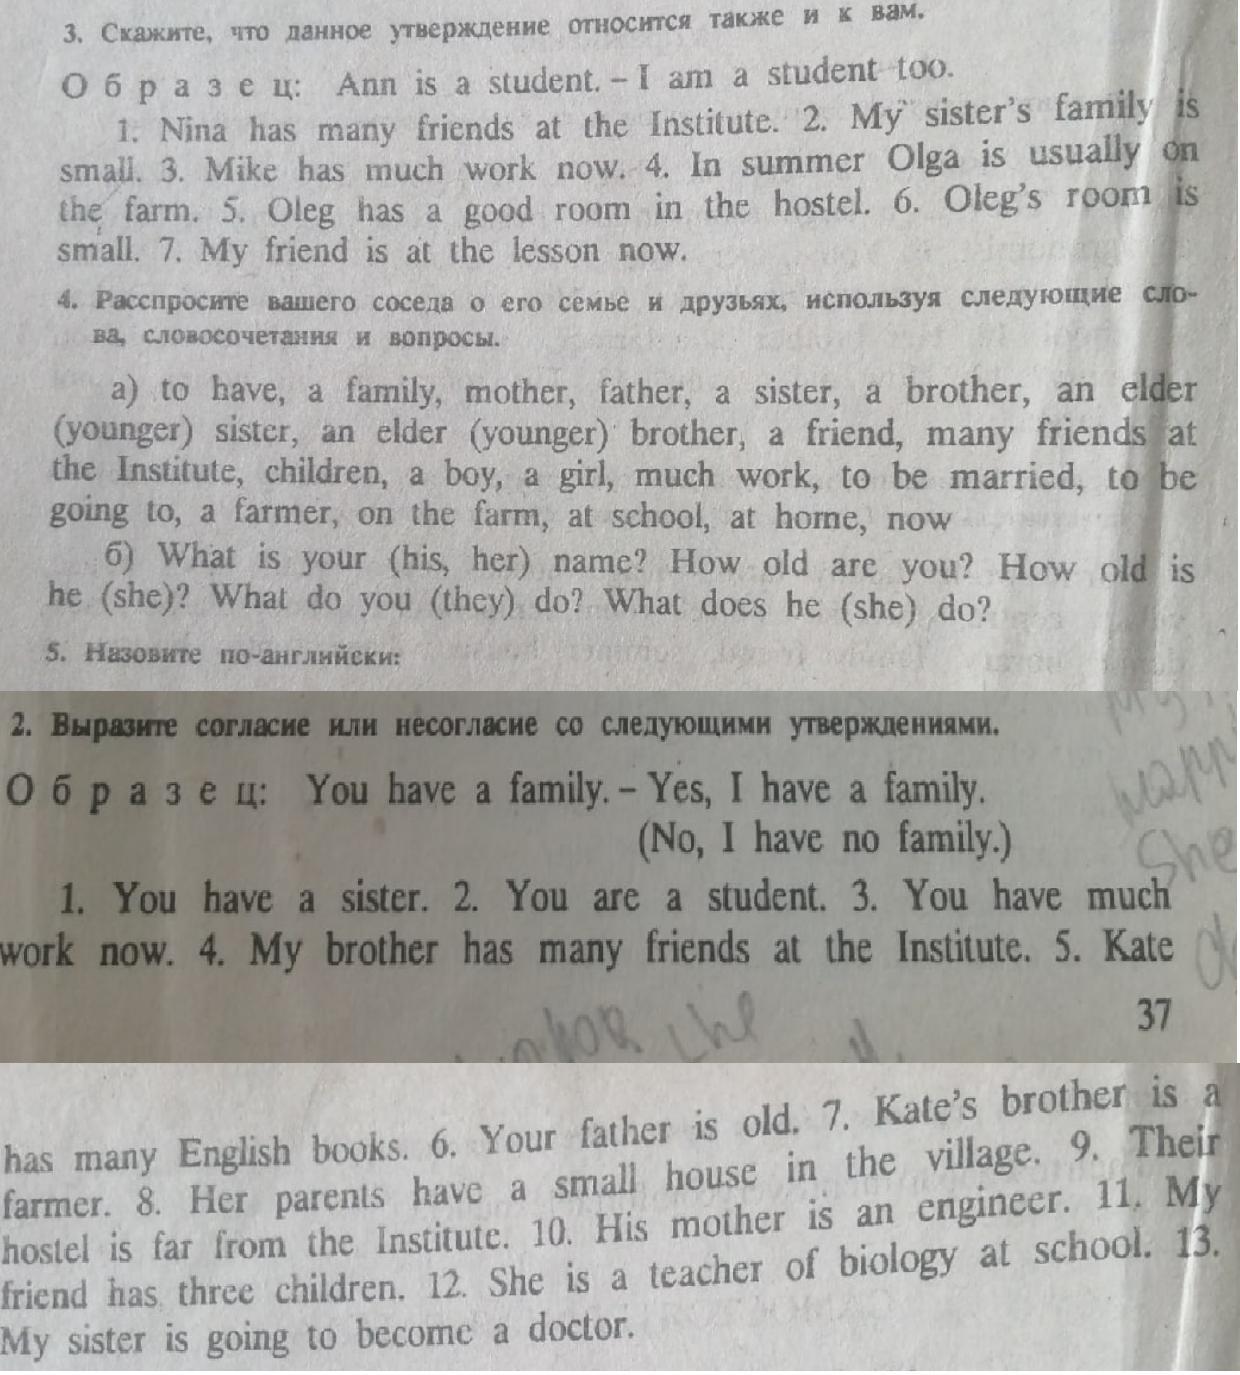 3. Скажите, что данное утверждение относится также и к вам.
Образец: Ann is a student. – I am a student too.
1. Nina has many friends at the Institute. 2. My sister's family is
small. 3. Mike has much work now. 4. In summer Olga is usually on
the farm. 5. Oleg has a good room in the hostel. 6. Oleg's room is
small. 7. My friend is at the lesson now.
4. Расспросите вашего соседа о его семье и друзьях, используя следующие сло-
ва, словосочетания и вопросы.
а) to have, a family, mother, father, a sister, a brother, an elder
(younger) sister, an elder (younger) brother, a friend, many friends at
the Institute, children, a boy, a girl, much work, to be married, to be
going to, a farmer, on the farm, at school, at home, now
б) What is your (his, her) name? How old are you? How old is
he (she)? What do you (they) do? What does he (she) do?
5. Назовите по-английски:
2. Выразите согласие или несогласие со следующими утверждениями.
Образец: You have a family. – Yes, I have a family.
(No, I have no family.)
1. You have a sister. 2. You are a student. 3. You have much
work now. 4. My brother has many friends at the Institute. 5. Kate
37
has many English books. 6. Your father is old. 7. Kate's brother is a
farmer. 8. Her parents have a small house in the village. 9. Their
hostel is far from the Institute. 10. His mother is an engineer. 11. My
friend has three children. 12. She is a teacher of biology at school. 13.
My sister is going to become a doctor.